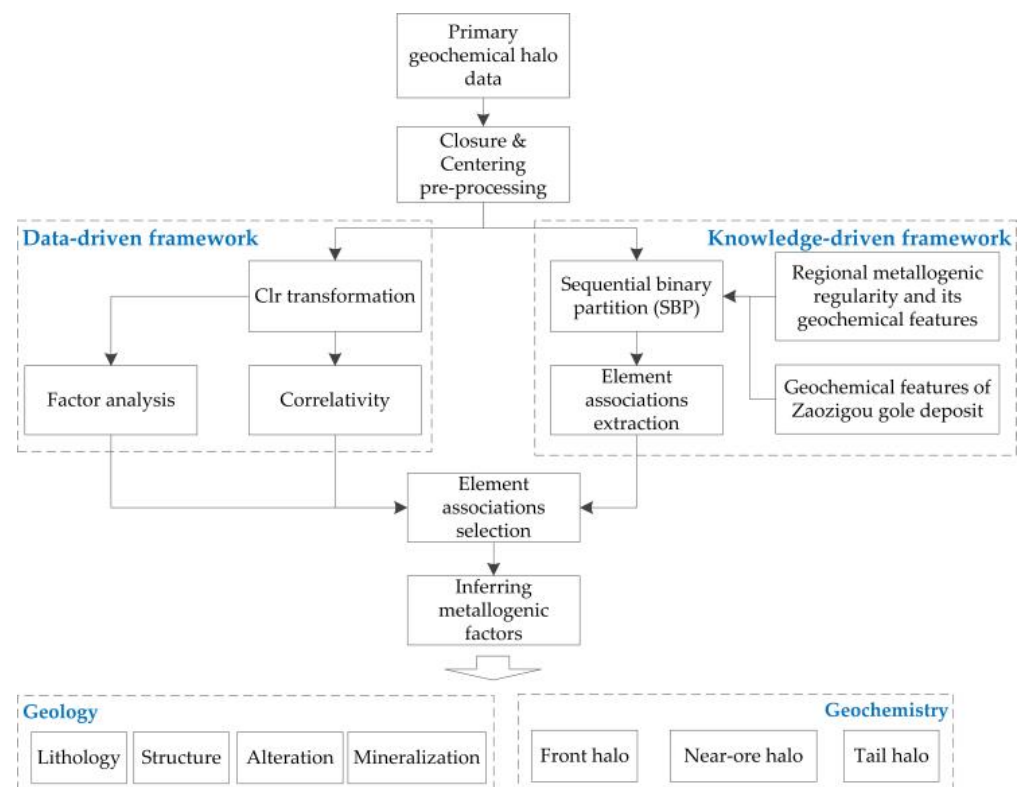 Primary
geochemical halo
data
Closure &
Centering
pre-processing
Data-driven framework
Knowledge-driven framework
Clr transformation
Sequential binary
partition (SBP)
Regional metallogenic
regularity and its
geochemical features
Factor analysis
Correlativity
Element
associations
extraction
Geochemical features of
Zaozigou gole deposit
Element
associations
selection
Inferring
metallogenic
factors
Geology
Lithology
Structure
Alteration
Mineralization
Geochemistry
Front halo
Near-ore halo
Tail halo